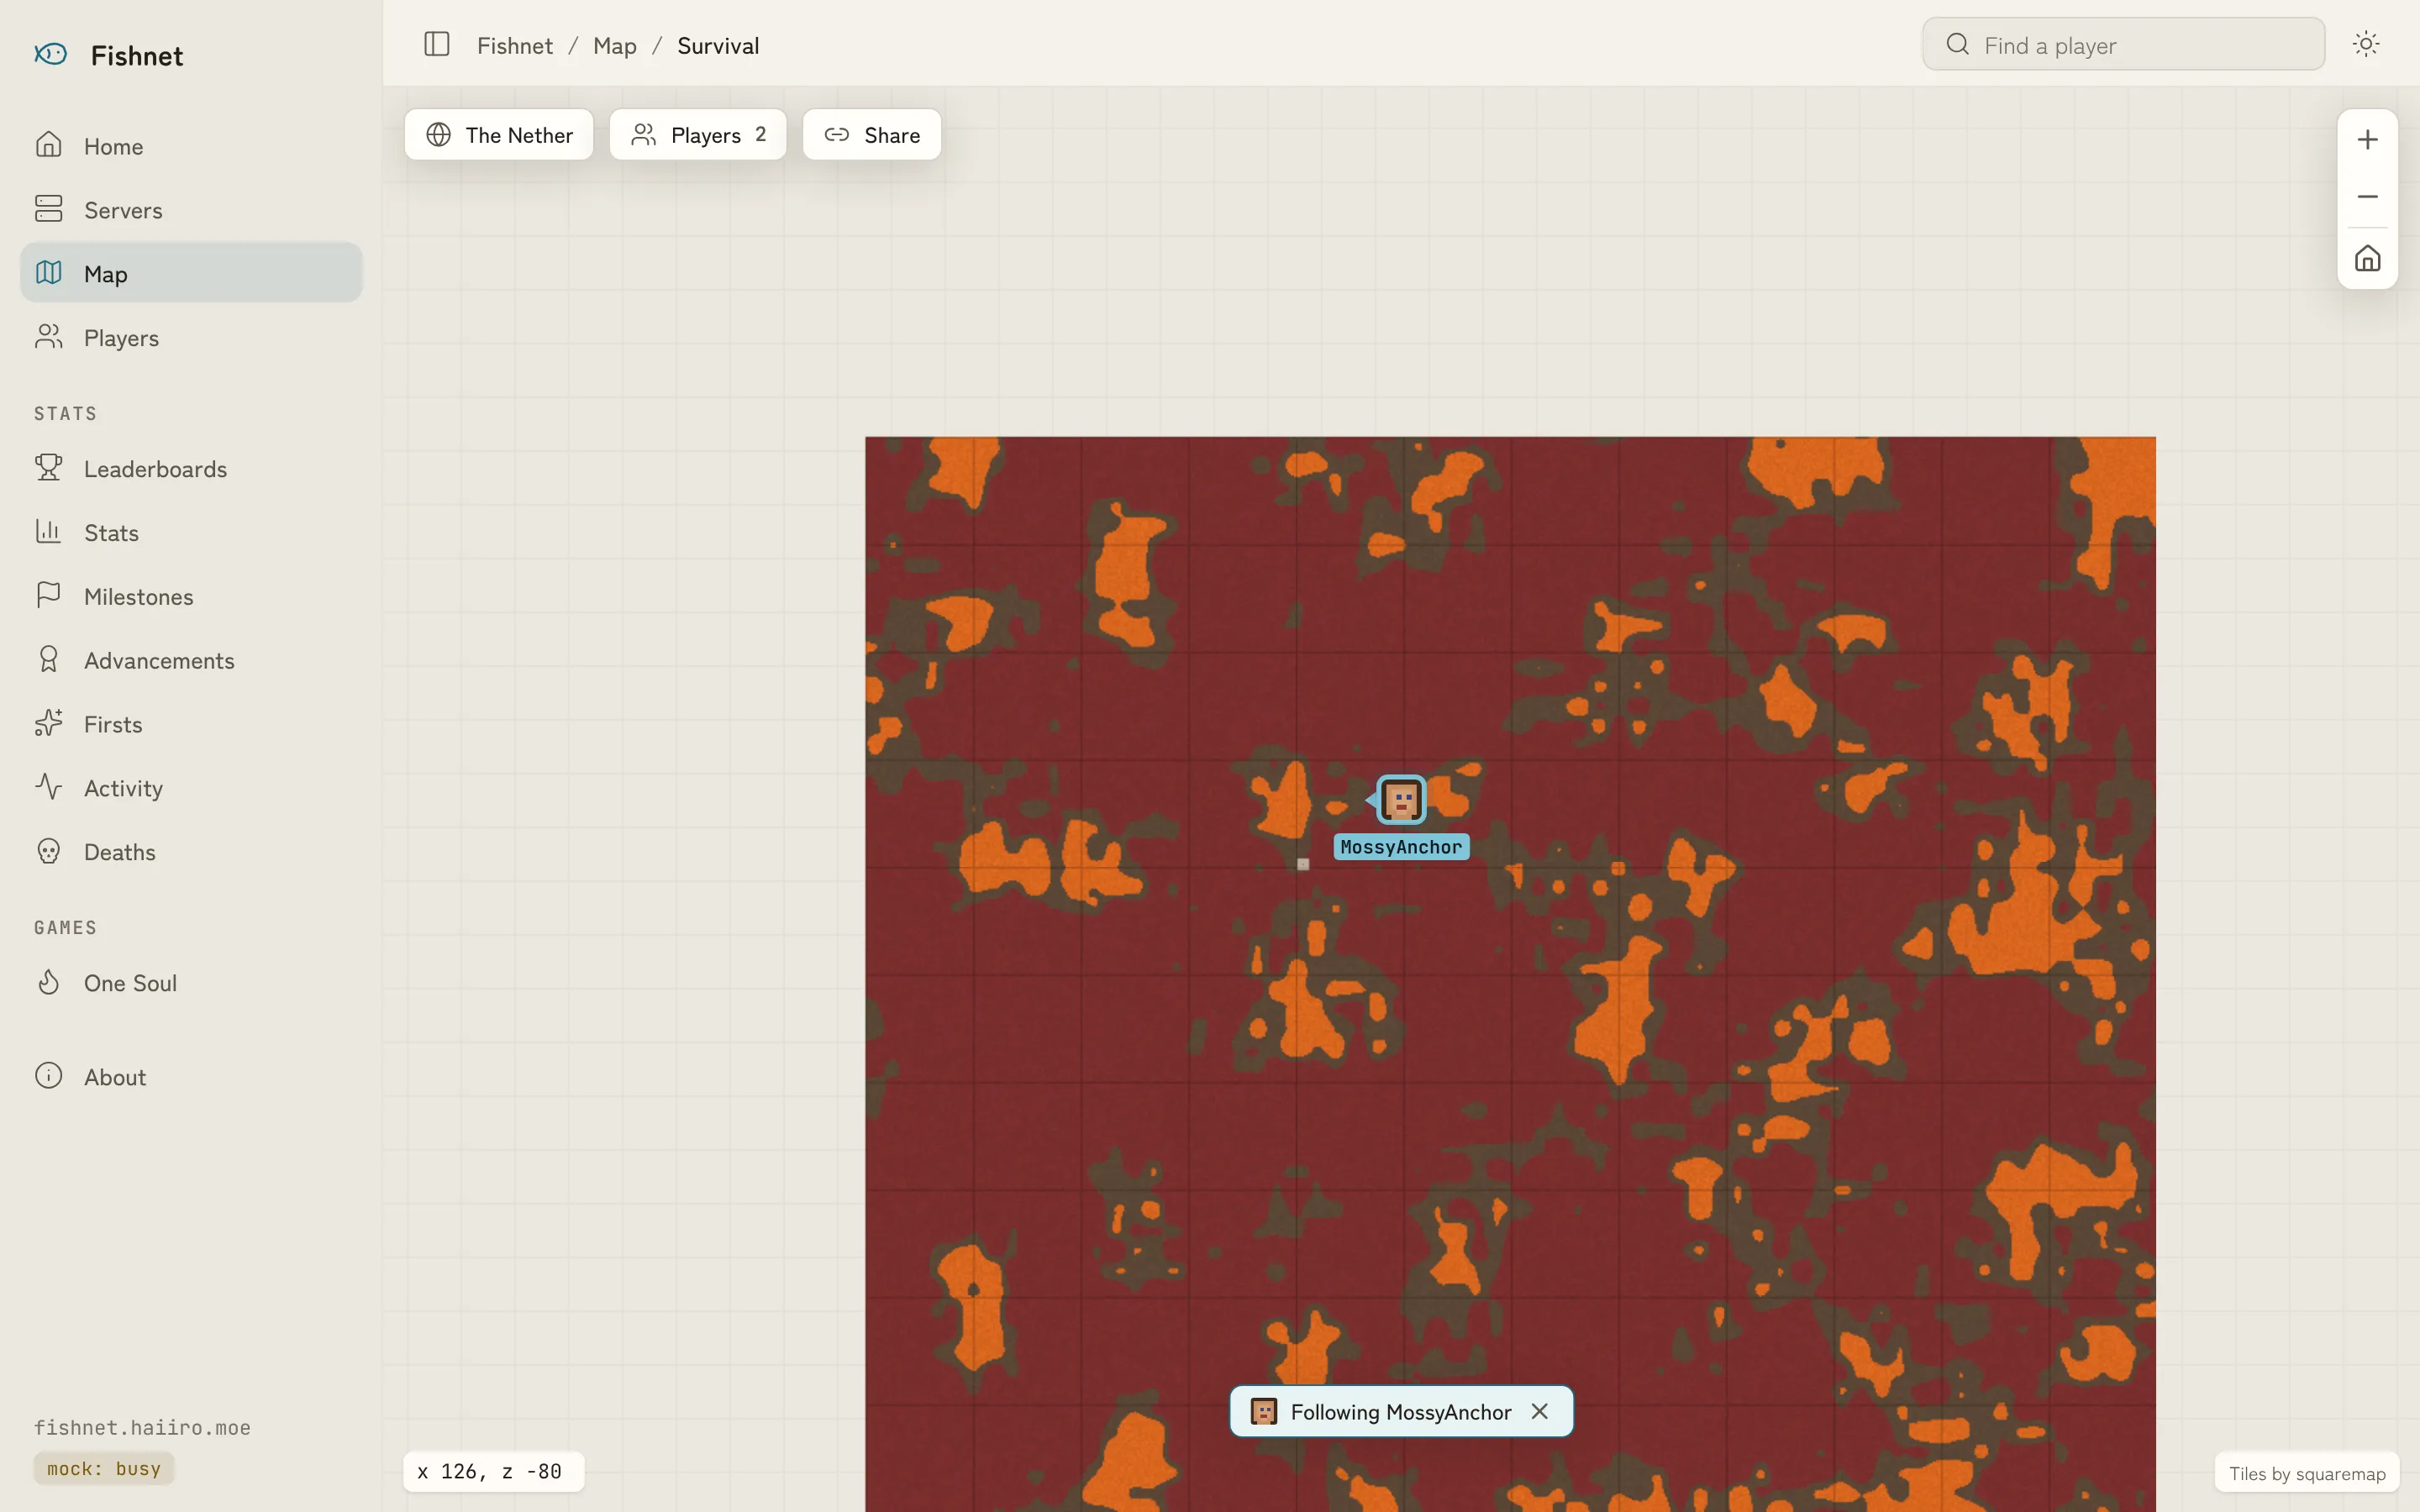 Fishnet
Home
Servers
Map
Players
STATS
Leaderboards
Stats
Milestones
Advancements
Firsts
Activity
Deaths
GAMES
One Soul
About
fishnet.haiiro.moe
mock: busy
Fishnet / Map / Survival
Find a player
The Nether
Players 2
Share
MossyAnchor
Following MossyAnchor
x 126, z -80
Tiles by squaremap